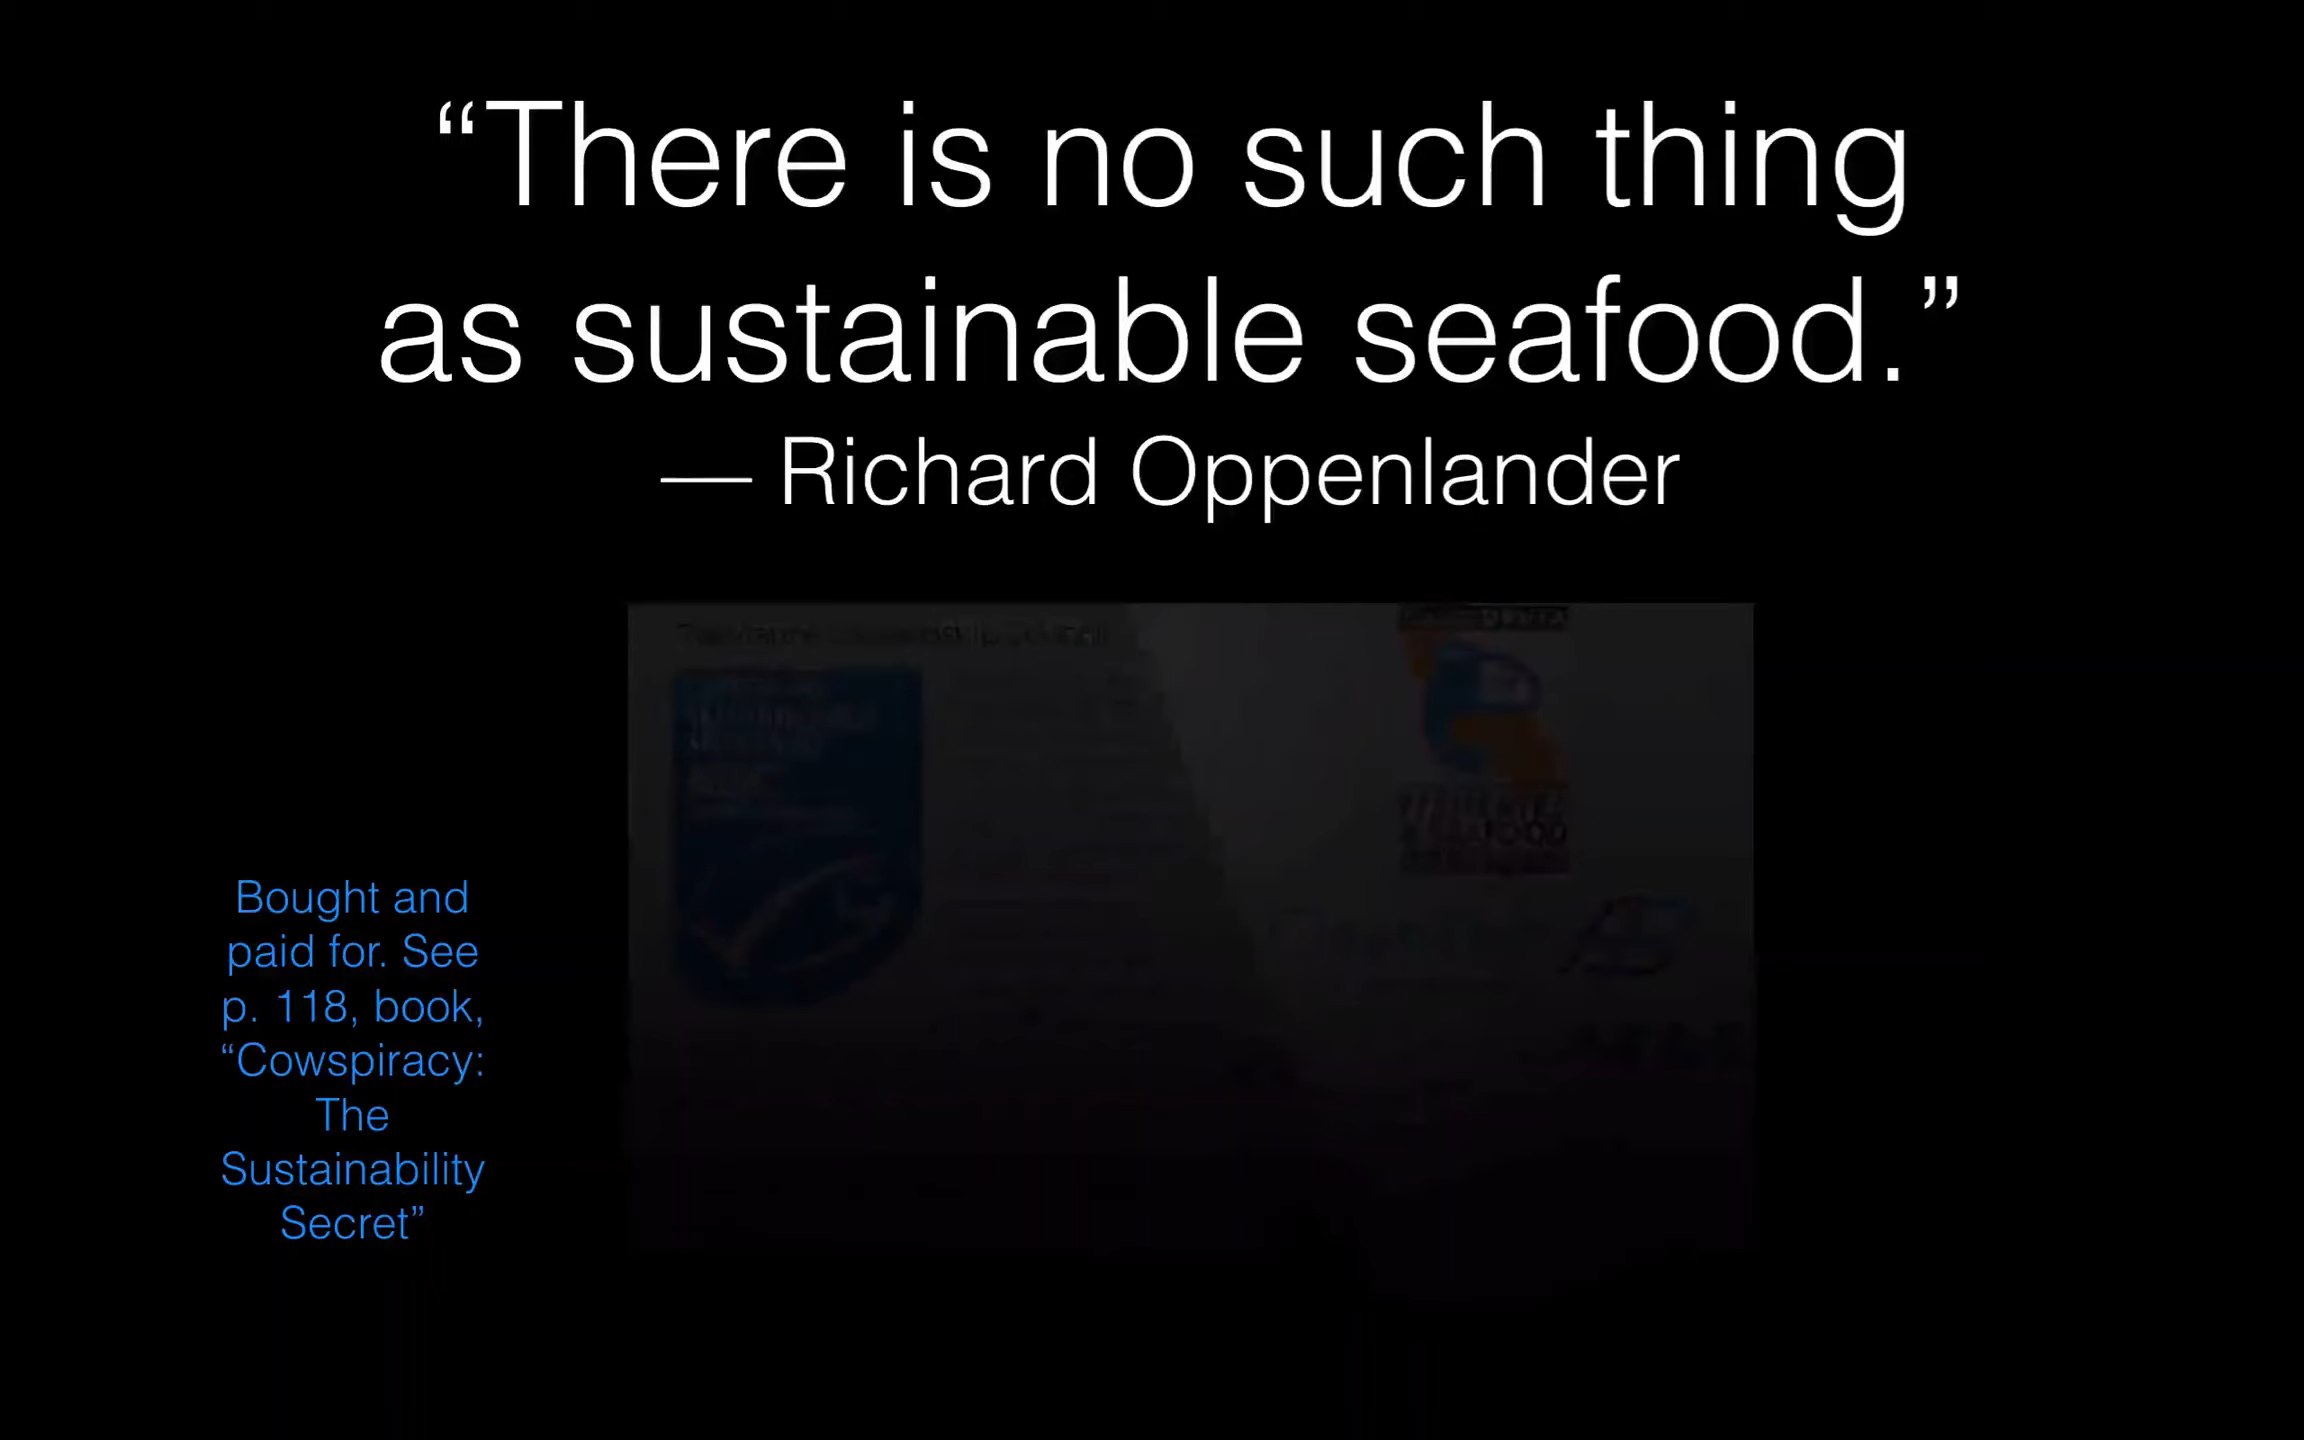 “There is no such thing
as sustainable seafood.”
— Richard Oppenlander
Bought and
paid for. See
p. 118, book,
“Cowspiracy:
The
Sustainability
Secret”